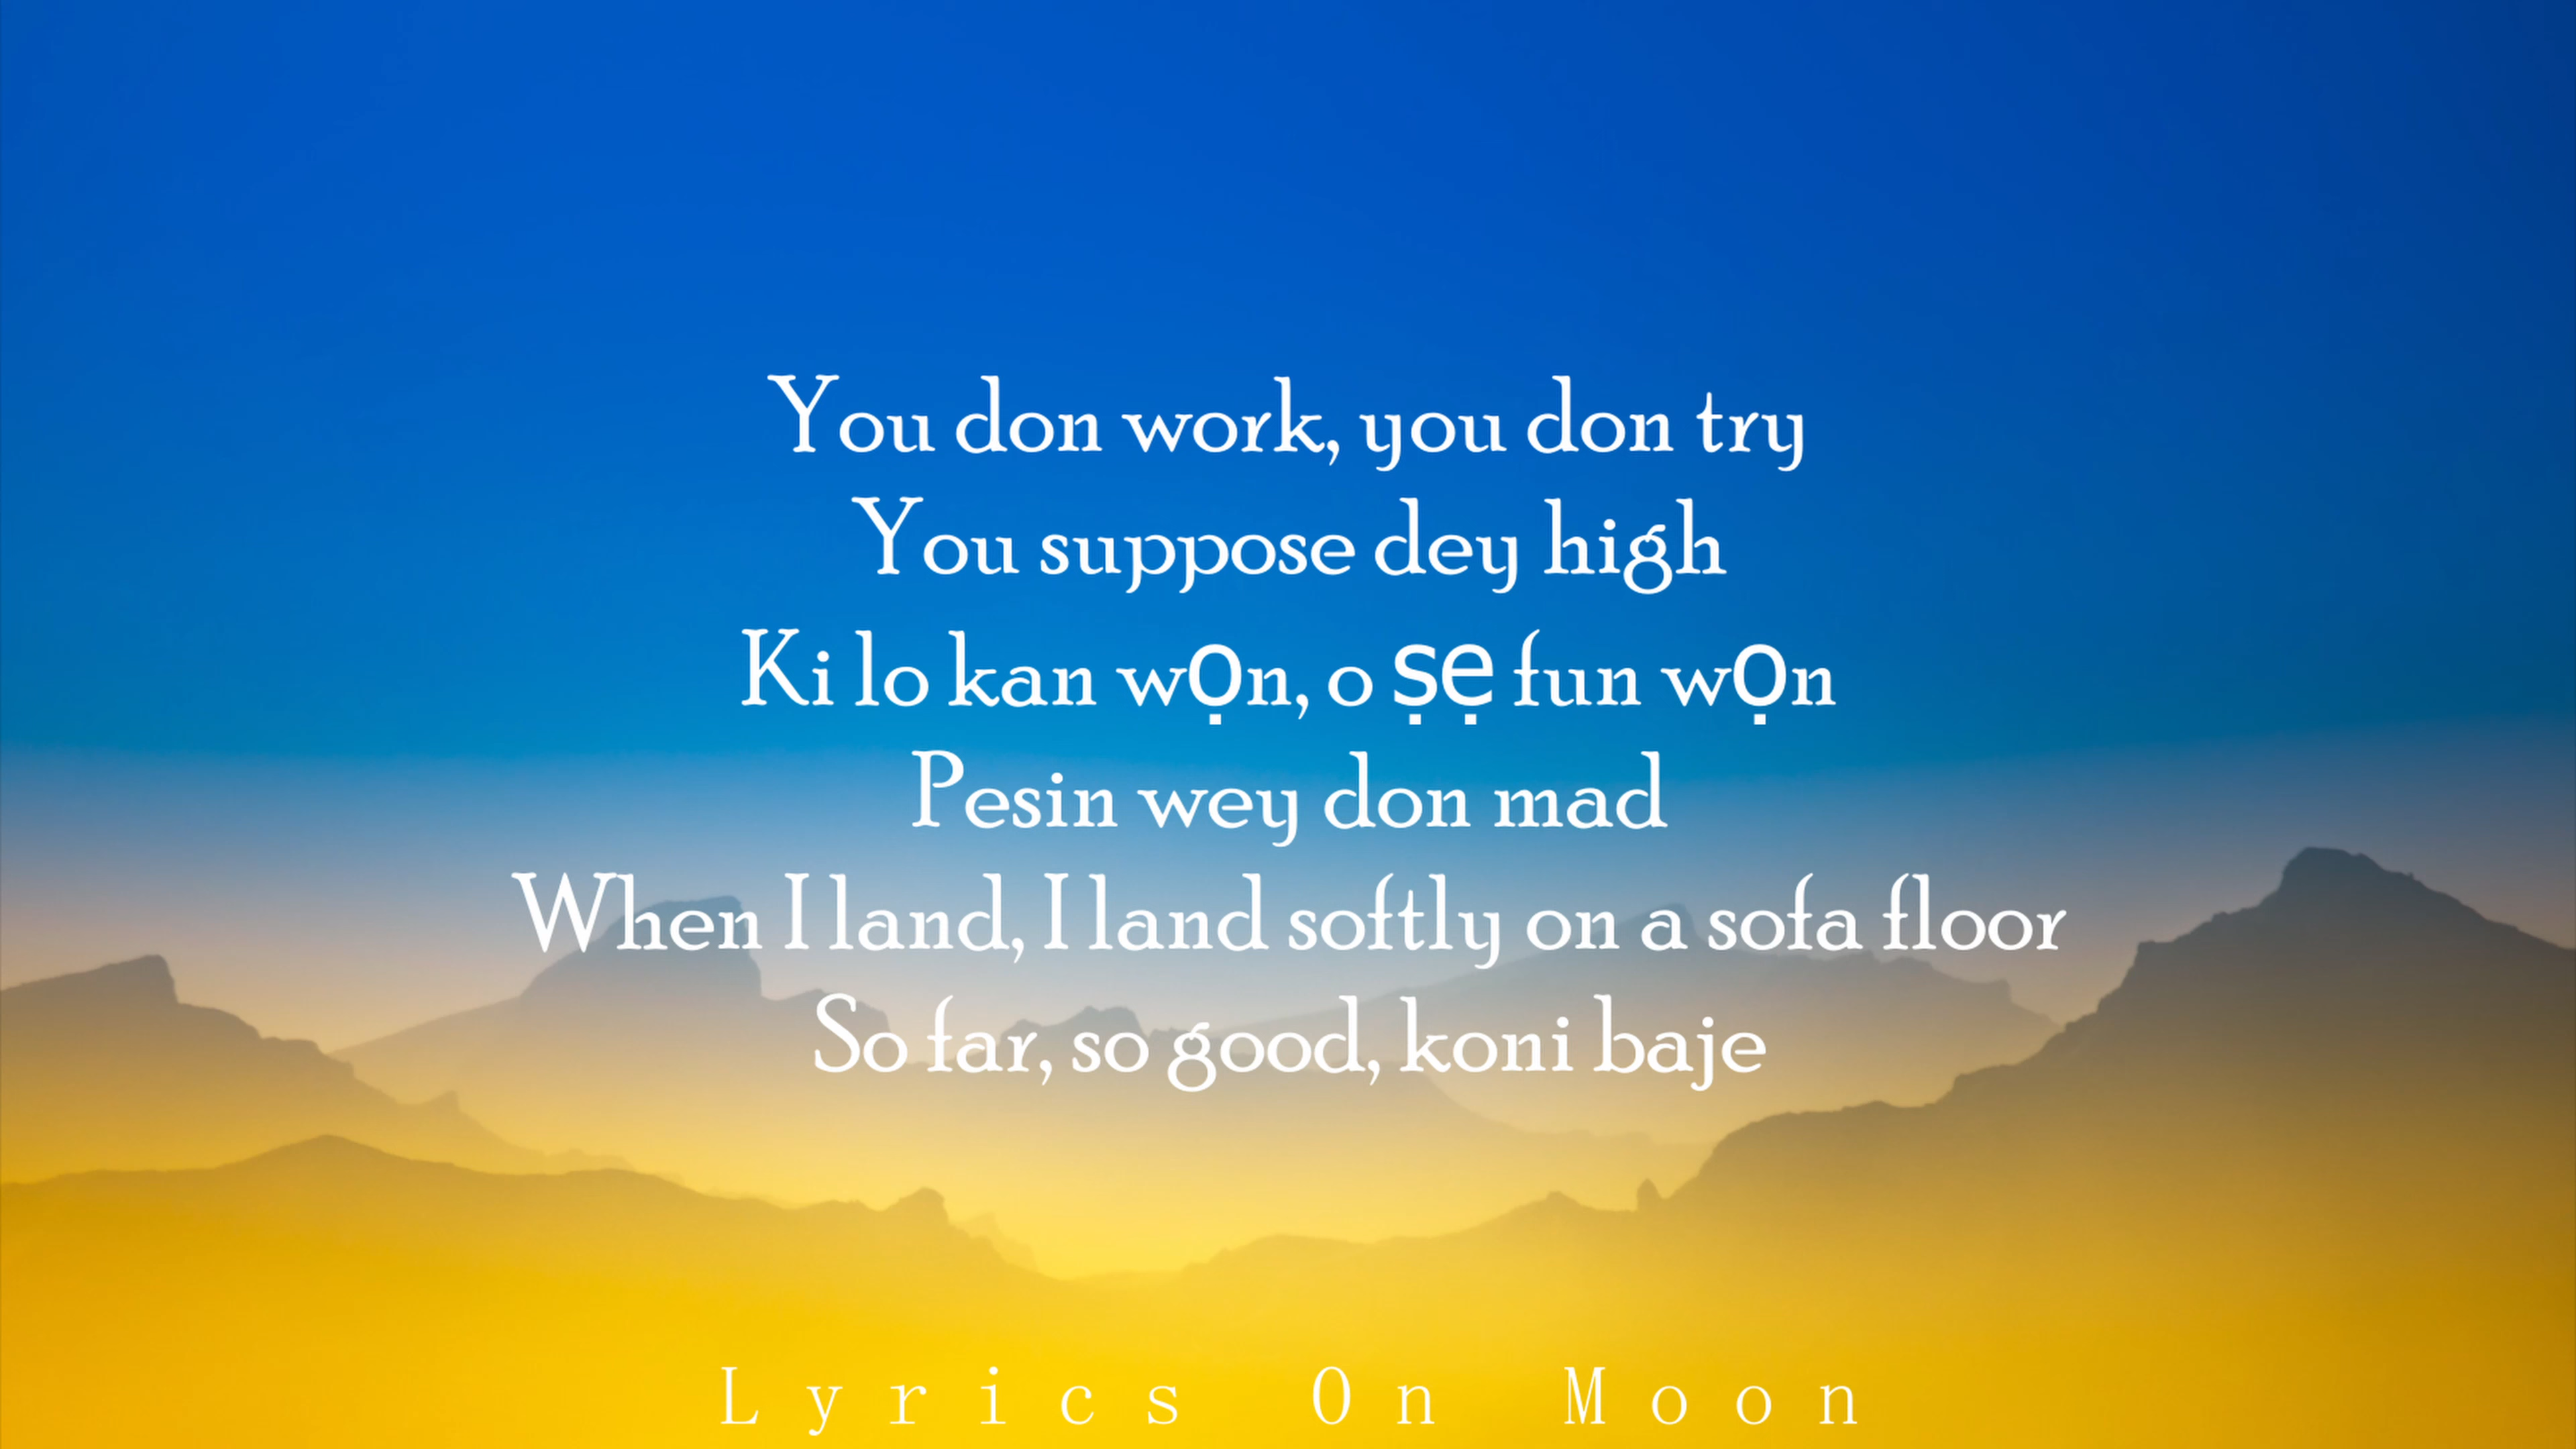 You don work, you don try
You suppose dey high
Ki lo kan wọn, o ṣẹ fun wọn
Pesin wey don mad
When I land, I land softly on a sofa floor
So far, so good, koni baje
Lyrics On Moon